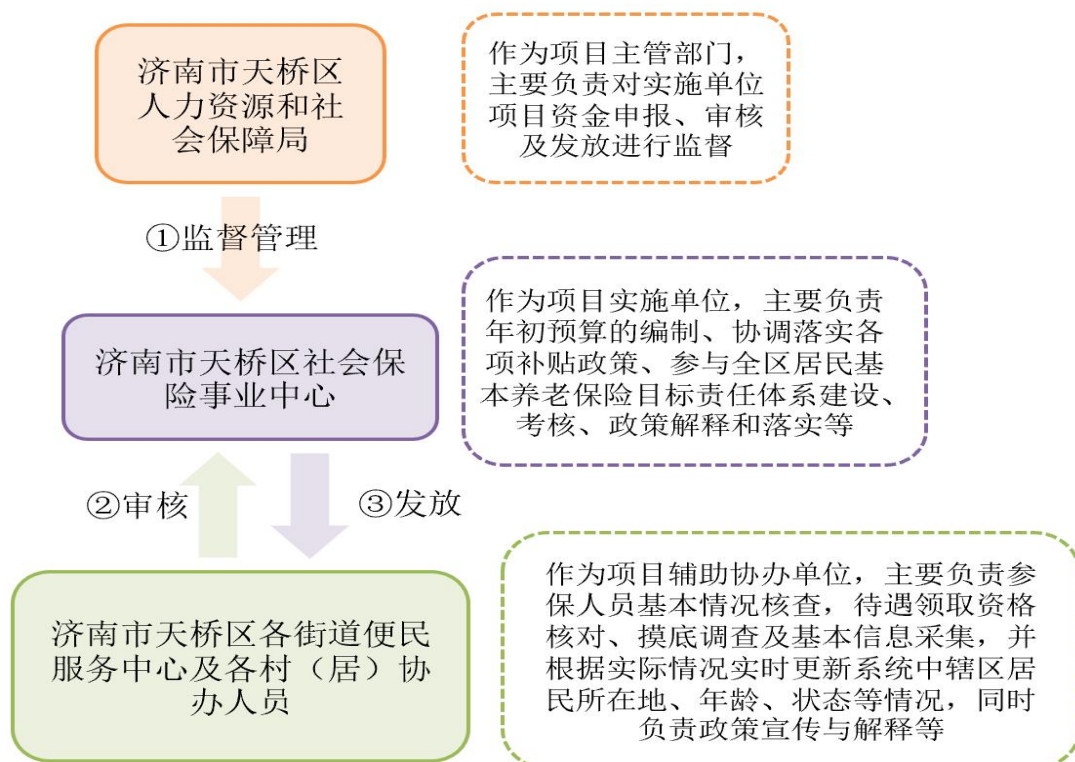 济南市天桥区
人力资源和社
会保障局
作为项目主管部门，
主要负责对实施单位
项目资金申报、审核
及发放进行监督
①监督管理
济南市天桥区社会保
险事业中心
作为项目实施单位，主要负责
年初预算的编制、协调落实各
项补贴政策、参与全区居民基
本养老保险目标责任体系建设、
考核、政策解释和落实等
②审核
③发放
济南市天桥区各街道便民
服务中心及各村（居）协
办人员
作为项目辅助协办单位，主要负责参
保人员基本情况核查，待遇领取资格
核对、摸底调查及基本信息采集，并
根据实际情况实时更新系统中辖区居
民所在地、年龄、状态等情况，同时
负责政策宣传与解释等